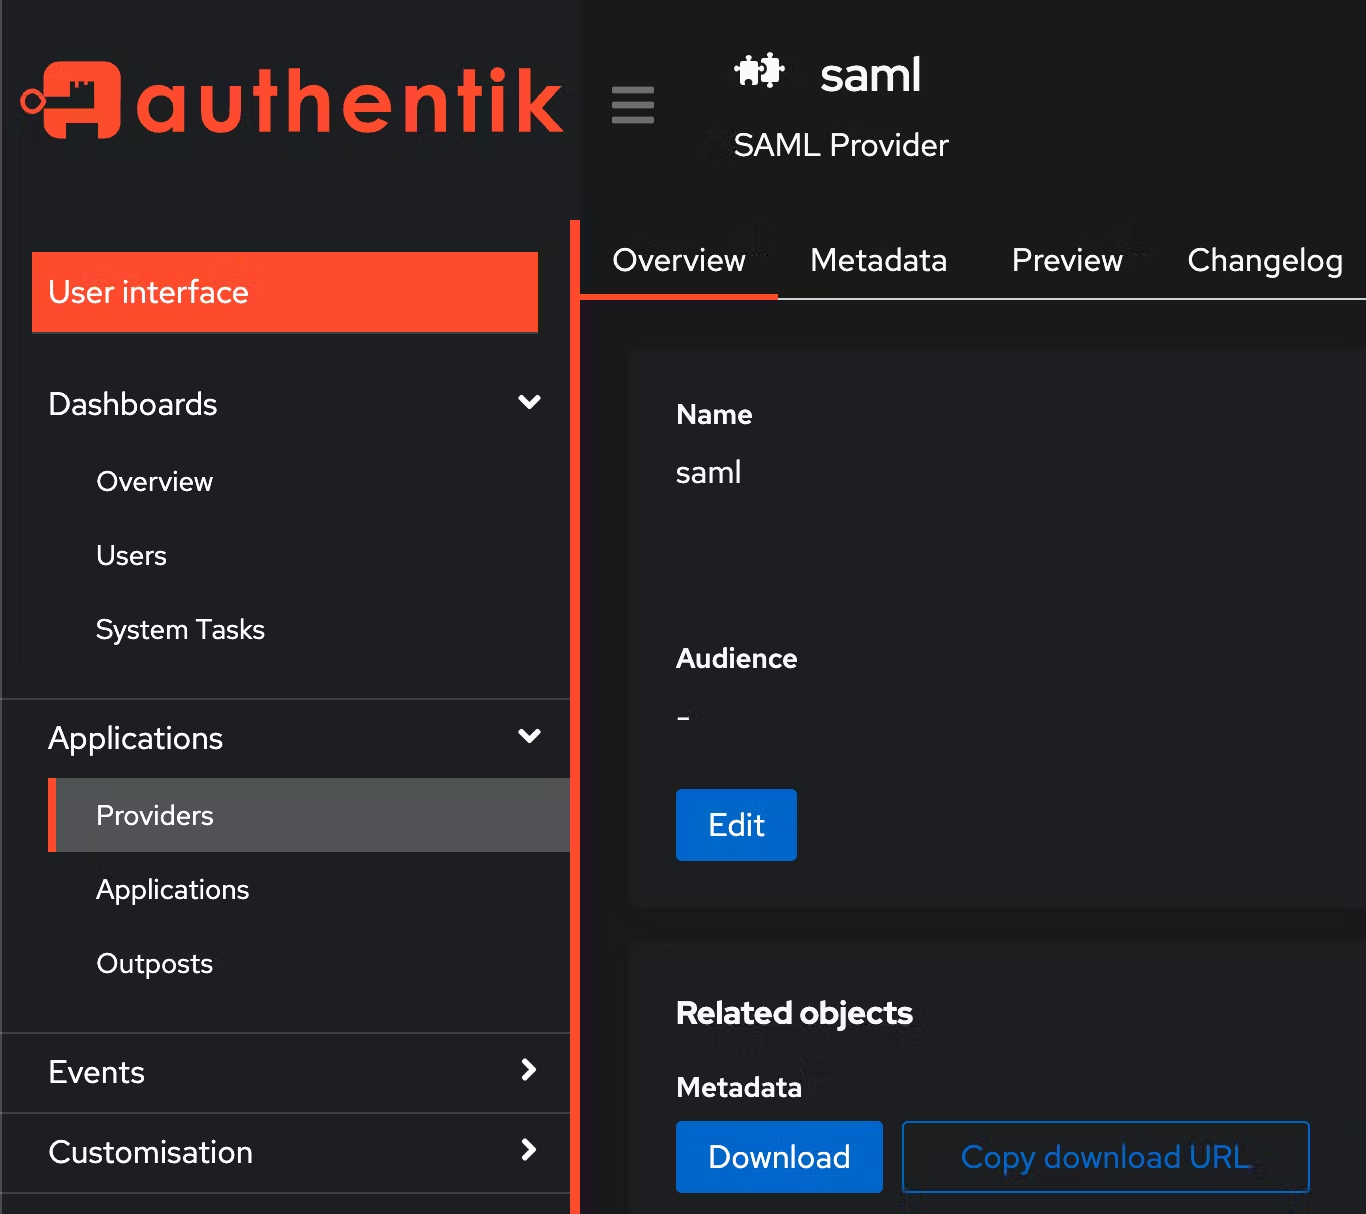 authentik
User interface
Dashboards
Overview
Users
System Tasks
Applications
Providers
Applications
Outposts
Events
Customisation
saml
SAML Provider
Overview Metadata Preview Changelog
Name
saml
Audience
-
Edit
Related objects
Metadata
Download Copy download URL